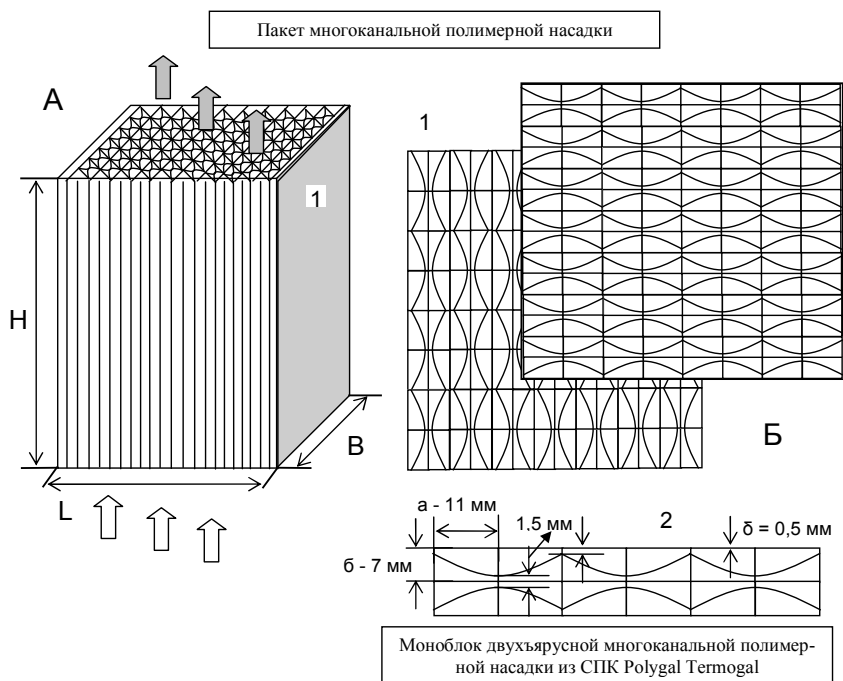 Пакет многоканальной полимерной насадки
А
1
1
H
B
L
Б
а - 11 мм
1,5 мм
2
δ = 0,5 мм
б - 7 мм
Моноблок двухъярусной многоканальной полимер-
ной насадки из СПК Polygal Termogal